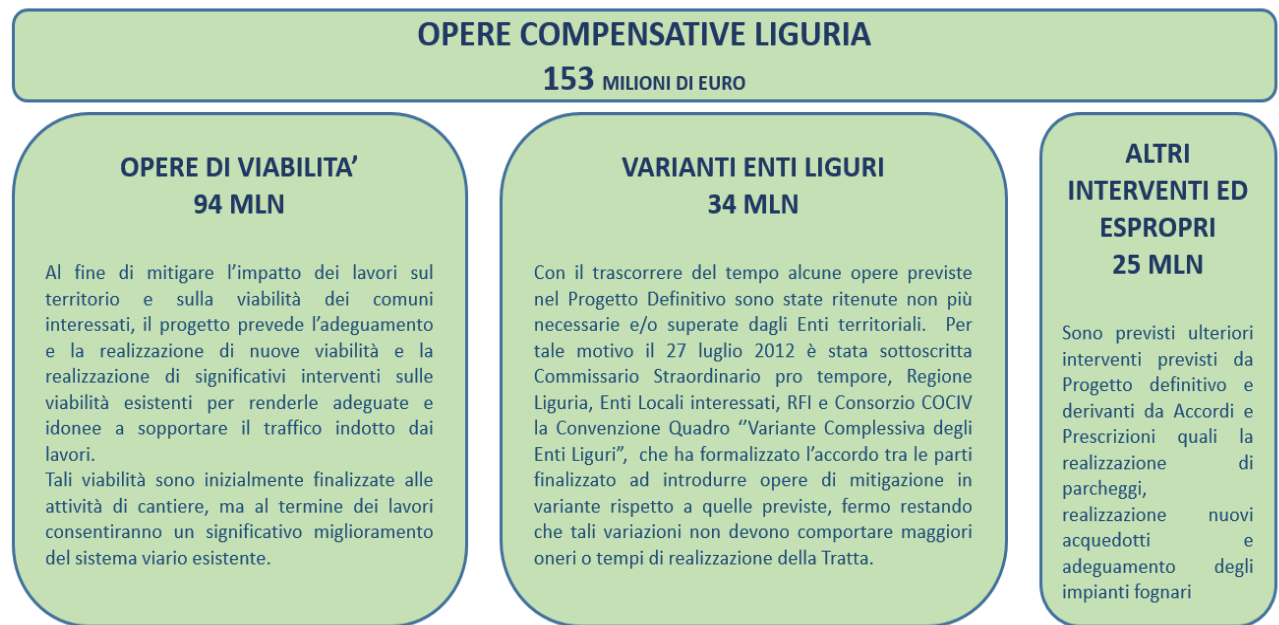 OPERE COMPENSATIVE LIGURIA
153 MILIONI DI EURO
OPERE DI VIABILITA’
94 MLN
Al fine di mitigare l’impatto dei lavori sul
territorio e sulla viabilità dei comuni
interessati, il progetto prevede l’adeguamento
e la realizzazione di nuove viabilità e la
realizzazione di significativi interventi sulle
viabilità esistenti per renderle adeguate e
idonee a sopportare il traffico indotto dai
lavori.
Tali viabilità sono inizialmente finalizzate alle
attività di cantiere, ma al termine dei lavori
consentiranno un significativo miglioramento
del sistema viario esistente.
VARIANTI ENTI LIGURI
34 MLN
Con il trascorrere del tempo alcune opere previste
nel Progetto Definitivo sono state ritenute non più
necessarie e/o superate dagli Enti territoriali. Per
tale motivo il 27 luglio 2012 è stata sottoscritta
Commissario Straordinario pro tempore, Regione
Liguria, Enti Locali interessati, RFI e Consorzio COCIV
la Convenzione Quadro ‘’Variante Complessiva degli
Enti Liguri”, che ha formalizzato l’accordo tra le parti
finalizzato ad introdurre opere di mitigazione in
variante rispetto a quelle previste, fermo restando
che tali variazioni non devono comportare maggiori
oneri o tempi di realizzazione della Tratta.
ALTRI
INTERVENTI ED
ESPROPRI
25 MLN
Sono previsti ulteriori
interventi previsti da
Progetto definitivo e
derivanti da Accordi e
Prescrizioni quali la
realizzazione di
parcheggi,
realizzazione nuovi
acquedotti e
adeguamento degli
impianti fognari